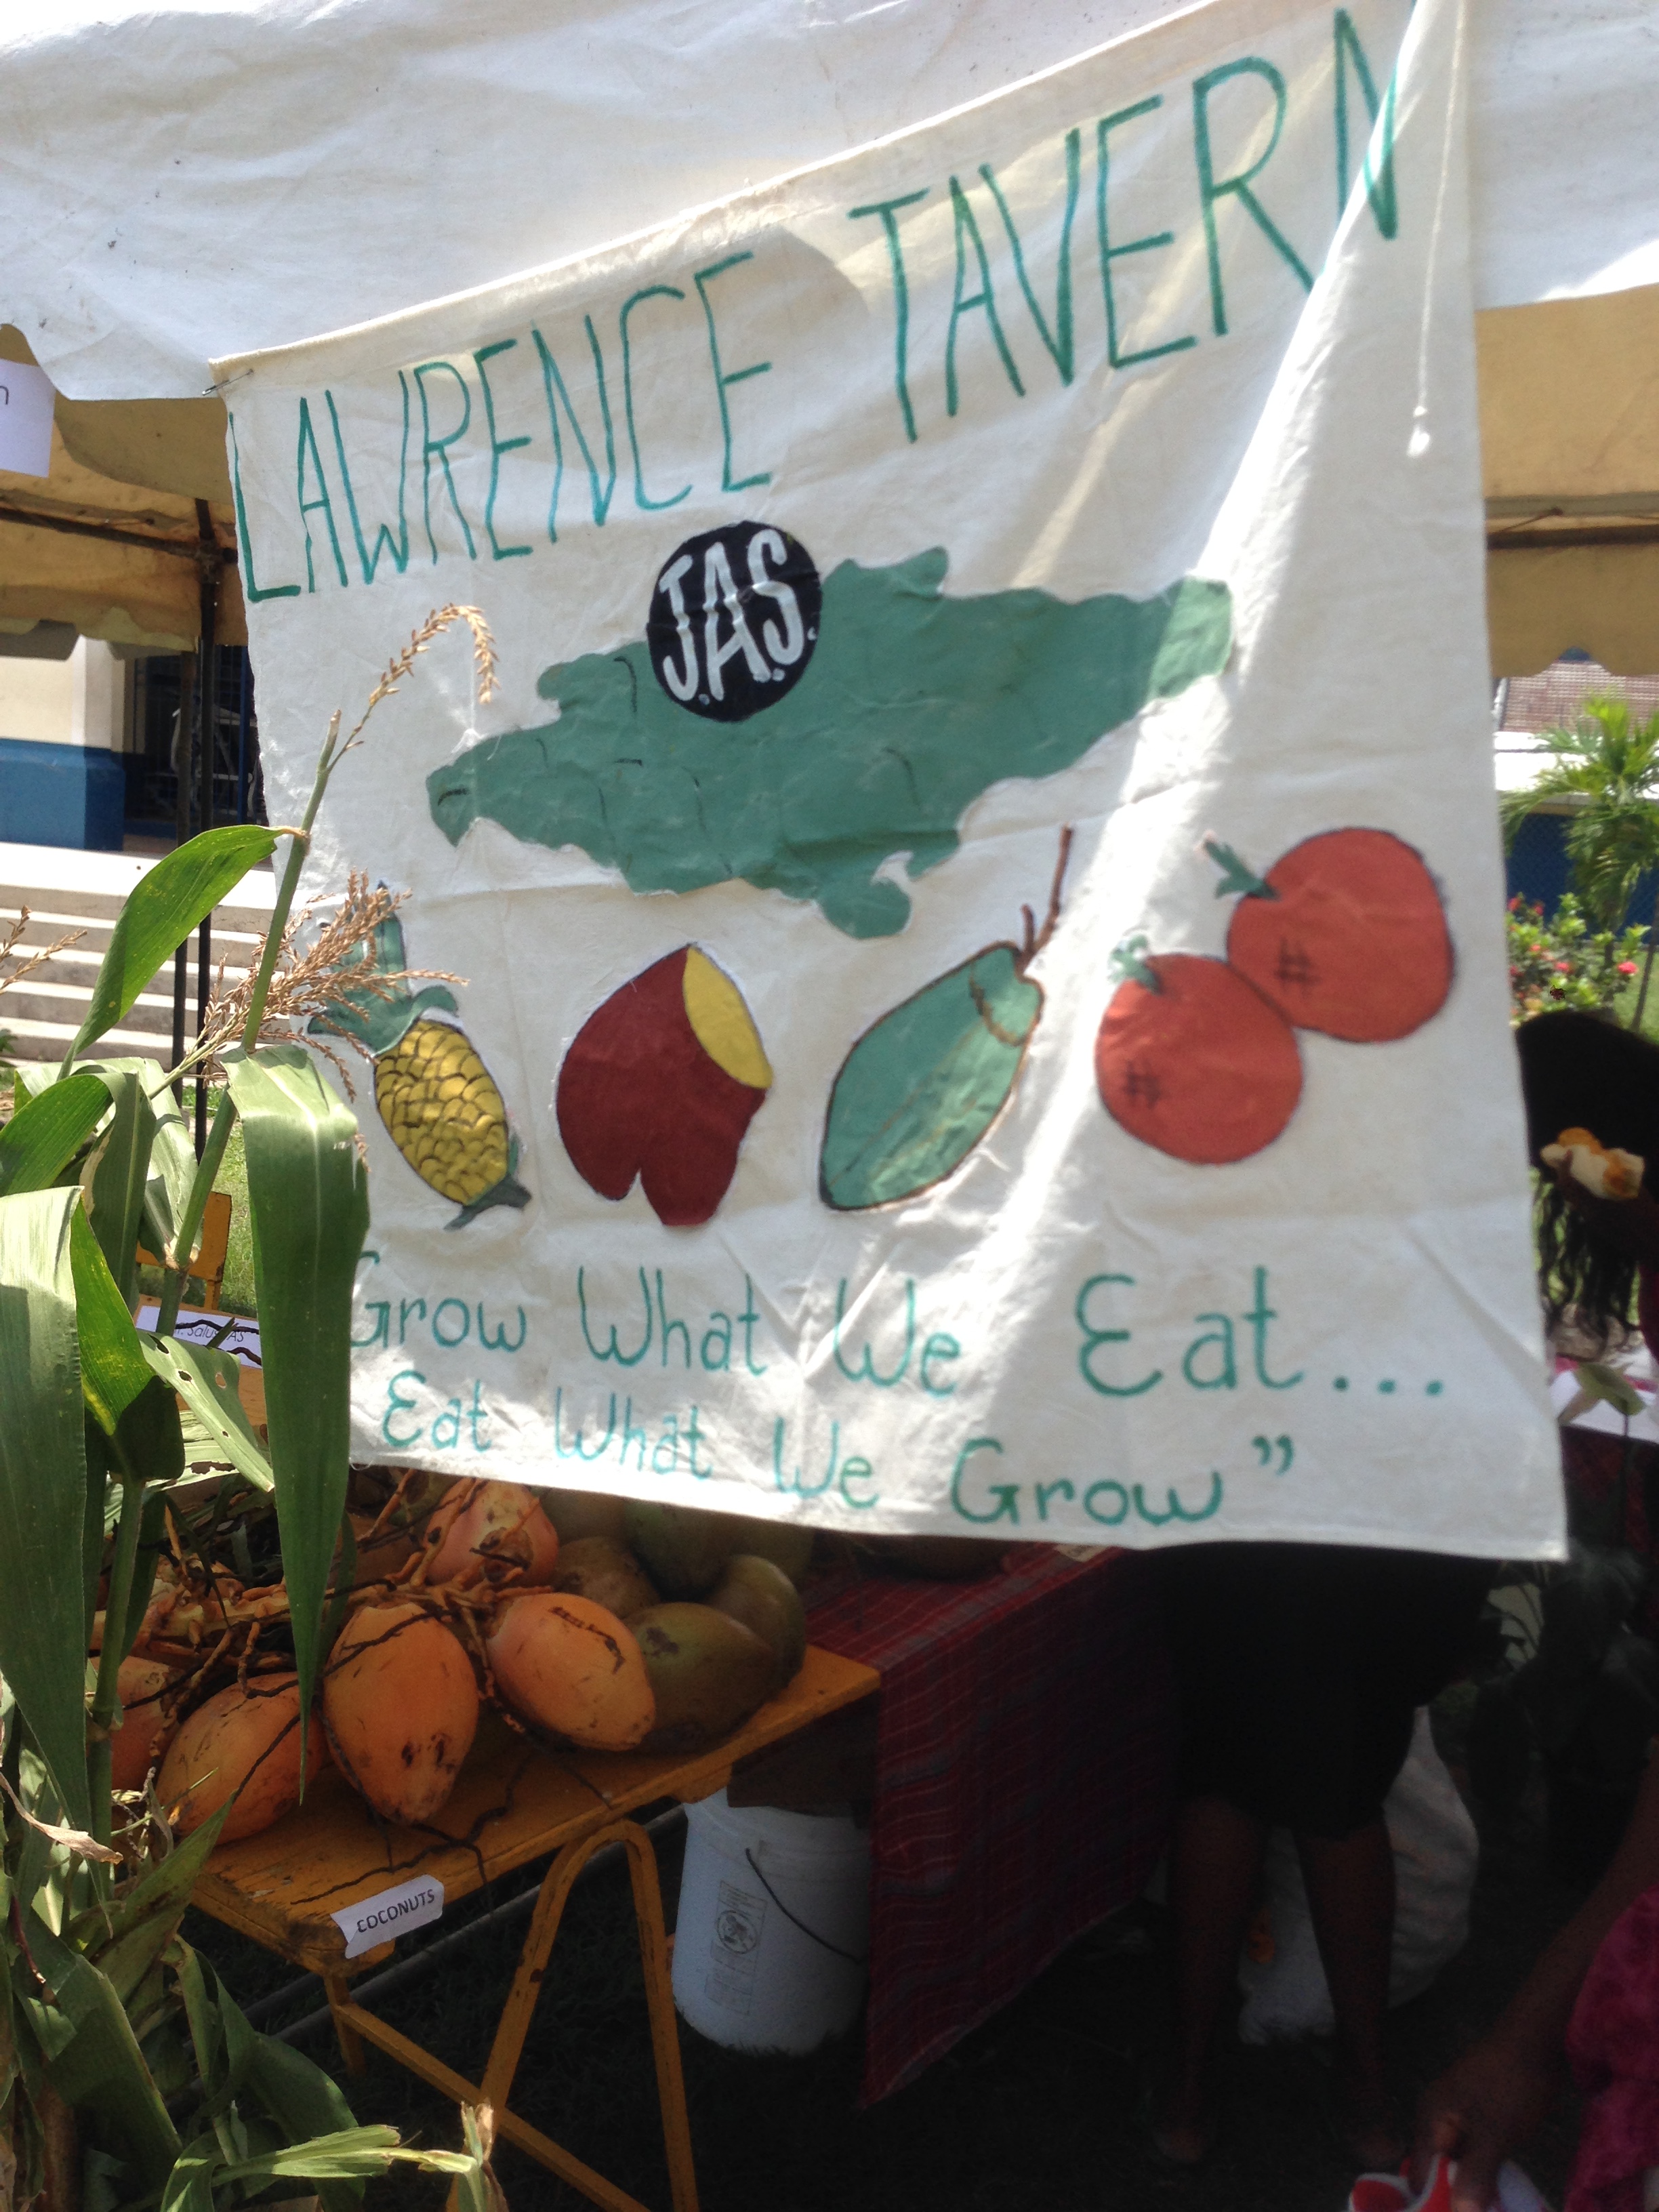 LAWRENCE TAVERN
J.A.S.
Grow What We Eat...
Eat What We Grow”
COCONUTS